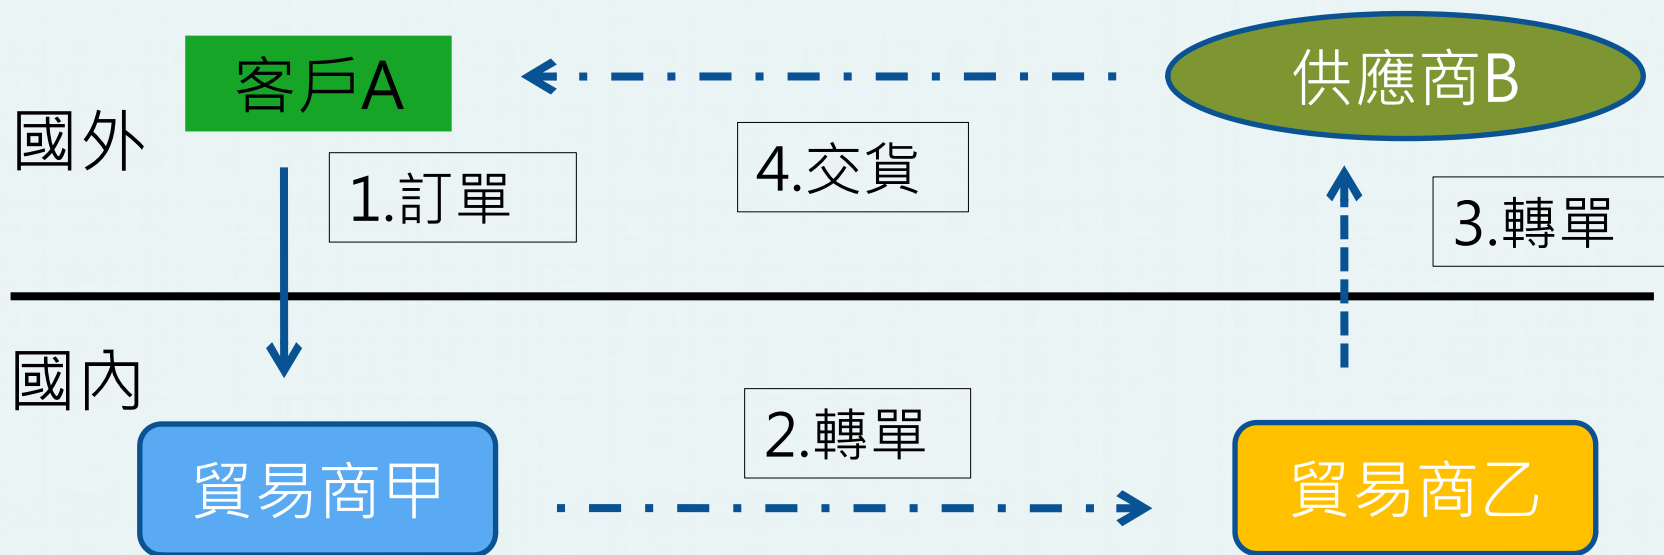 客戶A
供應商B
國外
1.訂單
4.交貨
3.轉單
國內
2.轉單
貿易商甲
貿易商乙